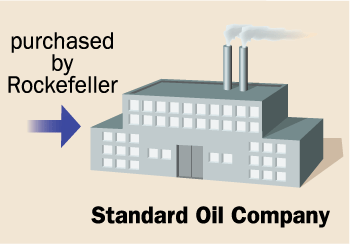 purchased
by
Rockefeller
Standard Oil Company